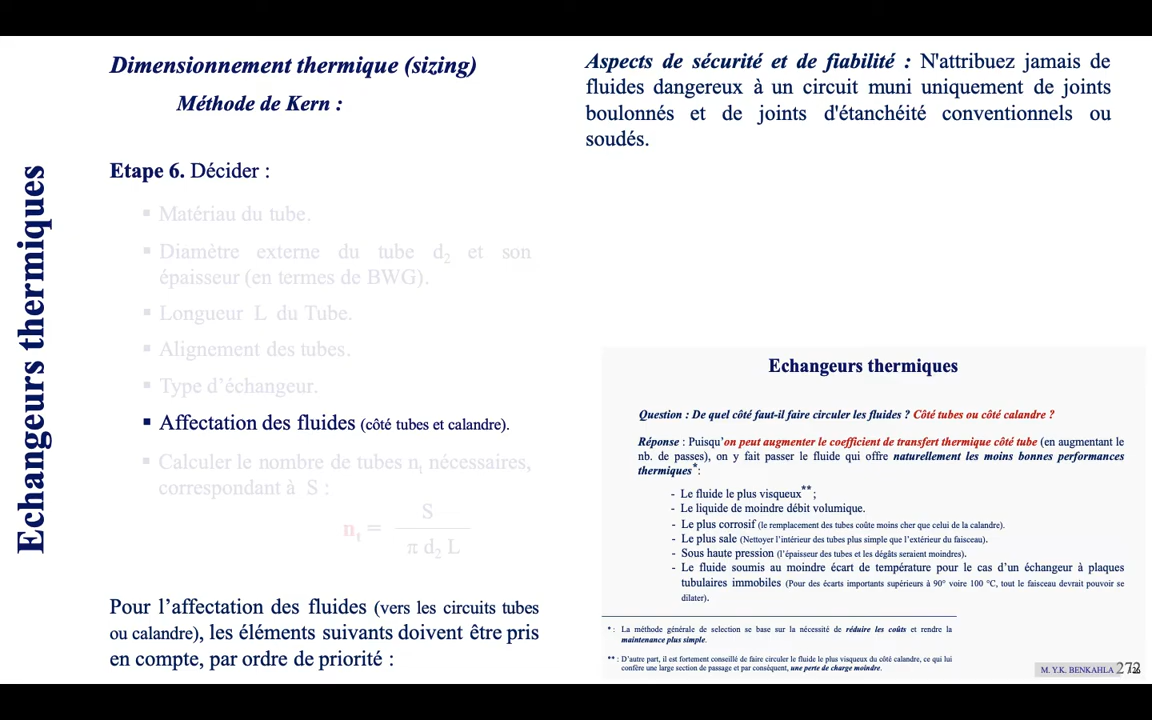 Echangeurs thermiques
Dimensionnement thermique (sizing)
Méthode de Kern :
Etape 6. Décider :
▪ Matériau du tube.
▪ Diamètre externe du tube d2 et son
épaisseur (en termes de BWG).
▪ Longueur L du Tube.
▪ Alignement des tubes.
▪ Type d’échangeur.
▪ Affectation des fluides (côté tubes et calandre).
▪ Calculer le nombre de tubes nt nécessaires,
correspondant à S :
nt = S / π d2 L
Pour l’affectation des fluides (vers les circuits tubes
ou calandre), les éléments suivants doivent être pris
en compte, par ordre de priorité :
Aspects de sécurité et de fiabilité : N'attribuez jamais de
fluides dangereux à un circuit muni uniquement de joints
boulonnés et de joints d'étanchéité conventionnels ou
soudés.
Echangeurs thermiques
Question : De quel côté faut-il faire circuler les fluides ? Côté tubes ou côté calandre ?
Réponse : Puisqu’on peut augmenter le coefficient de transfert thermique côté tube (en augmentant le
nb. de passes), on y fait passer le fluide qui offre naturellement les moins bonnes performances
thermiques* :
- Le fluide le plus visqueux** ;
- Le liquide de moindre débit volumique.
- Le plus corrosif (le remplacement des tubes coûte moins cher que celui de la calandre).
- Le plus sale (Nettoyer l’intérieur des tubes plus simple que l’extérieur du faisceau).
- Sous haute pression (l’épaisseur des tubes et les dégâts seraient moindres).
- Le fluide soumis au moindre écart de température pour le cas d’un échangeur à plaques
tubulaires immobiles (Pour des écarts importants supérieurs à 90° voire 100 °C, tout le faisceau devrait pouvoir se
dilater).
* : La méthode générale de selection se base sur la nécessité de réduire les coûts et rendre la
maintenance plus simple.
** : D’autre part, il est fortement conseillé de faire circuler le fluide le plus visqueux du côté calandre, ce qui lui
confère une large section de passage et par conséquent, une perte de charge moindre.
M. Y.K. BENKAHLA